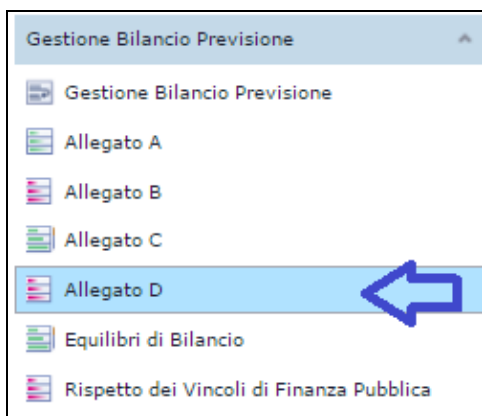 Gestione Bilancio Previsione
Gestione Bilancio Previsione
Allegato A
Allegato B
Allegato C
Allegato D
Equilibri di Bilancio
Rispetto dei Vincoli di Finanza Pubblica